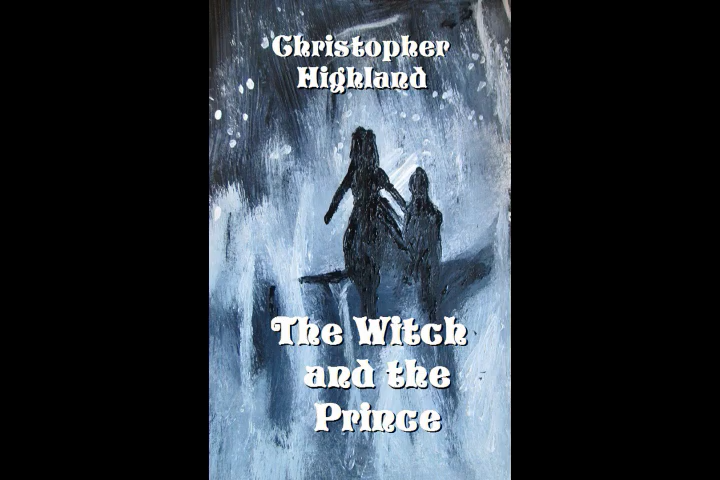 Christopher
Highland
The Witch
and the
Prince